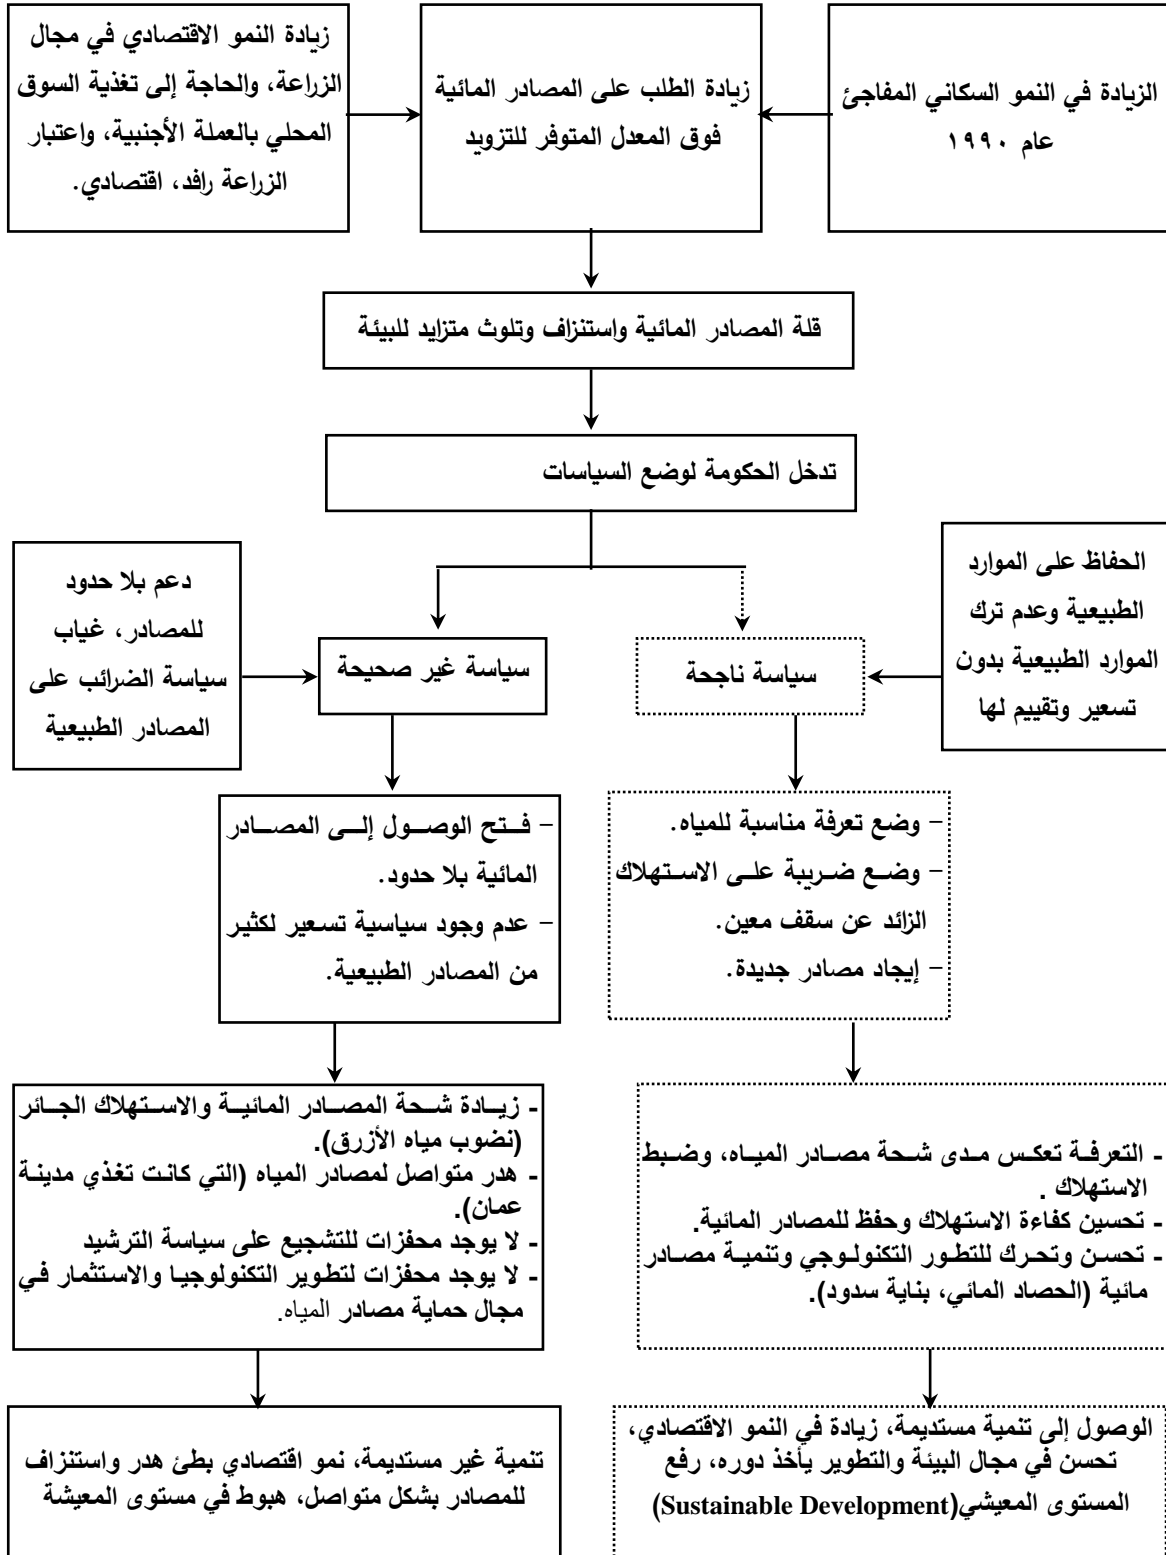 الزيادة في النمو السكاني المفاجئ
عام ١٩٩٠
زيادة الطلب على المصادر المائية
فوق المعدل المتوفر للتزويد
زيادة النمو الاقتصادي في مجال
الزراعة، والحاجة إلى تغذية السوق
المحلي بالعملة الأجنبية، واعتبار
الزراعة رافد، اقتصادي.
قلة المصادر المائية واستنزاف وتلوث متزايد للبيئة
تدخل الحكومة لوضع السياسات
الحفاظ على الموارد
الطبيعية وعدم ترك
الموارد الطبيعية بدون
تسعير وتقييم لها
سياسة ناجحة
سياسة غير صحيحة
دعم بلا حدود
للمصادر، غياب
سياسة الضرائب على
المصادر الطبيعية
- وضع تعرفة مناسبة للمياه.
- وضع ضريبة على الاستهلاك
الزائد عن سقف معين.
- إيجاد مصادر جديدة.
- فتح الوصول إلى المصادر
المائية بلا حدود.
- عدم وجود سياسية تسعير لكثير
من المصادر الطبيعية.
- التعرفة تعكس مدى شحة مصادر المياه، وضبط
الاستهلاك .
- تحسين كفاءة الاستهلاك وحفظ للمصادر المائية.
- تحسن وتحرك للتطور التكنولوجي وتنمية مصادر
مائية (الحصاد المائي، بناية سدود).
- زيادة شحة المصادر المائية والاستهلاك الجائر
(نضوب مياه الأزرق).
- هدر متواصل لمصادر المياه (التي كانت تغذي مدينة
عمان).
- لا يوجد محفزات للتشجيع على سياسة الترشيد
- لا يوجد محفزات لتطوير التكنولوجيا والاستثمار في
مجال حماية مصادر المياه.
الوصول إلى تنمية مستديمة، زيادة في النمو الاقتصادي،
تحسن في مجال البيئة والتطوير يأخذ دوره، رفع
المستوى المعيشي(Sustainable Development)
تنمية غير مستديمة، نمو اقتصادي بطئ هدر واستنزاف
للمصادر بشكل متواصل، هبوط في مستوى المعيشة